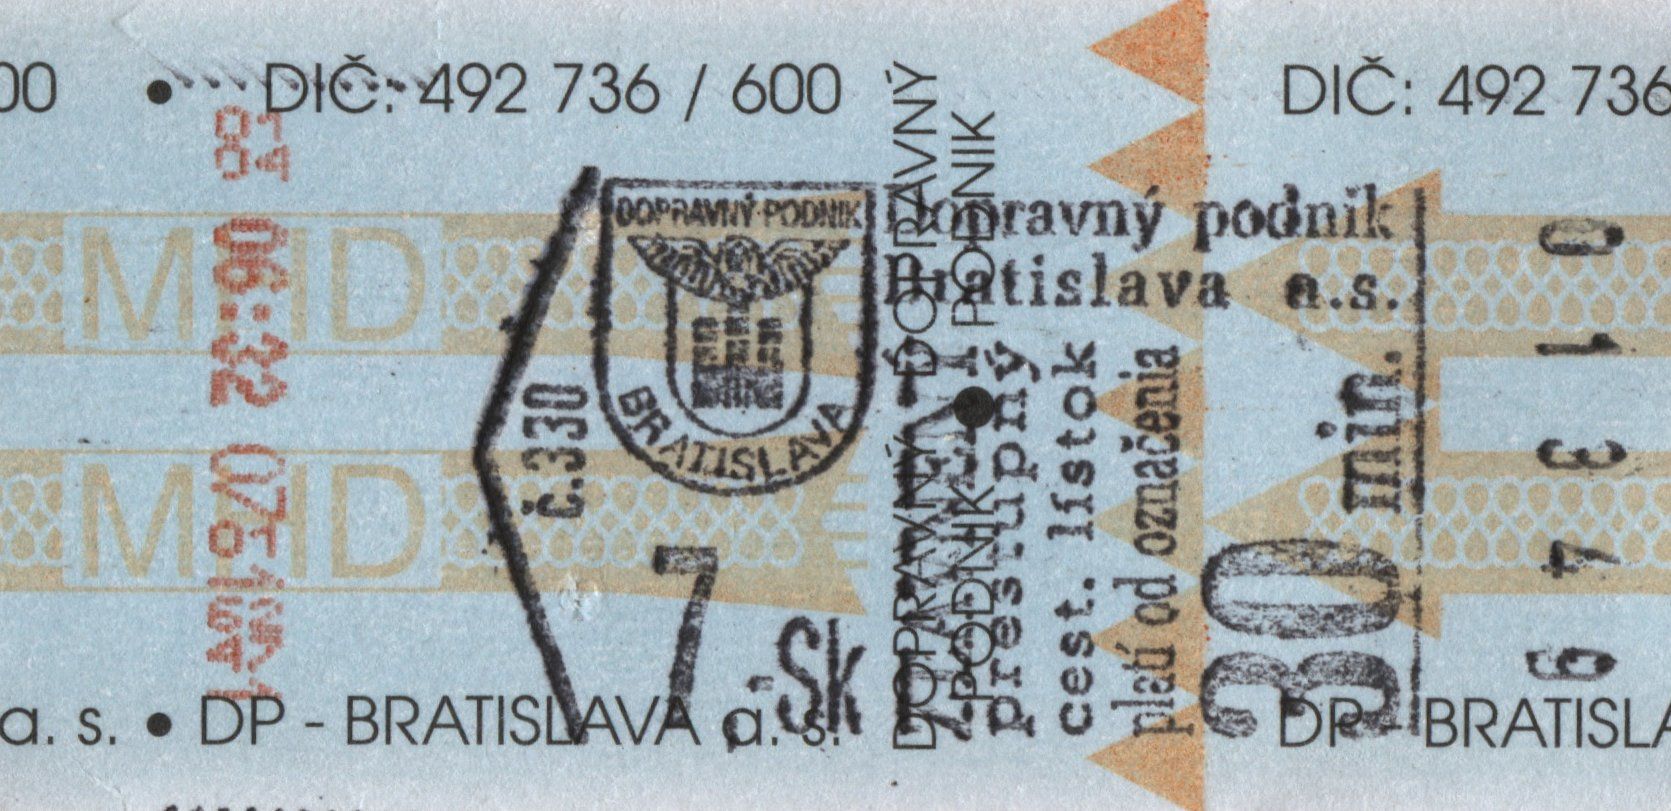 00 • DIČ: 492 736 / 600
DIČ: 492 736
MHD
MHD
DOPRAVNÝ PODNIK
BRATISLAVA
č.330
7,-Sk
DOPRAVNÝ
PODNIK
•
DOPRAVNÝ
PODNIK
Dopravný podnik
Bratislava a.s.
prestupný
cest. lístok
platí od označenia
30 min.
674310
a. s. • DP - BRATISLAVA a. s.
DP - BRATISLA